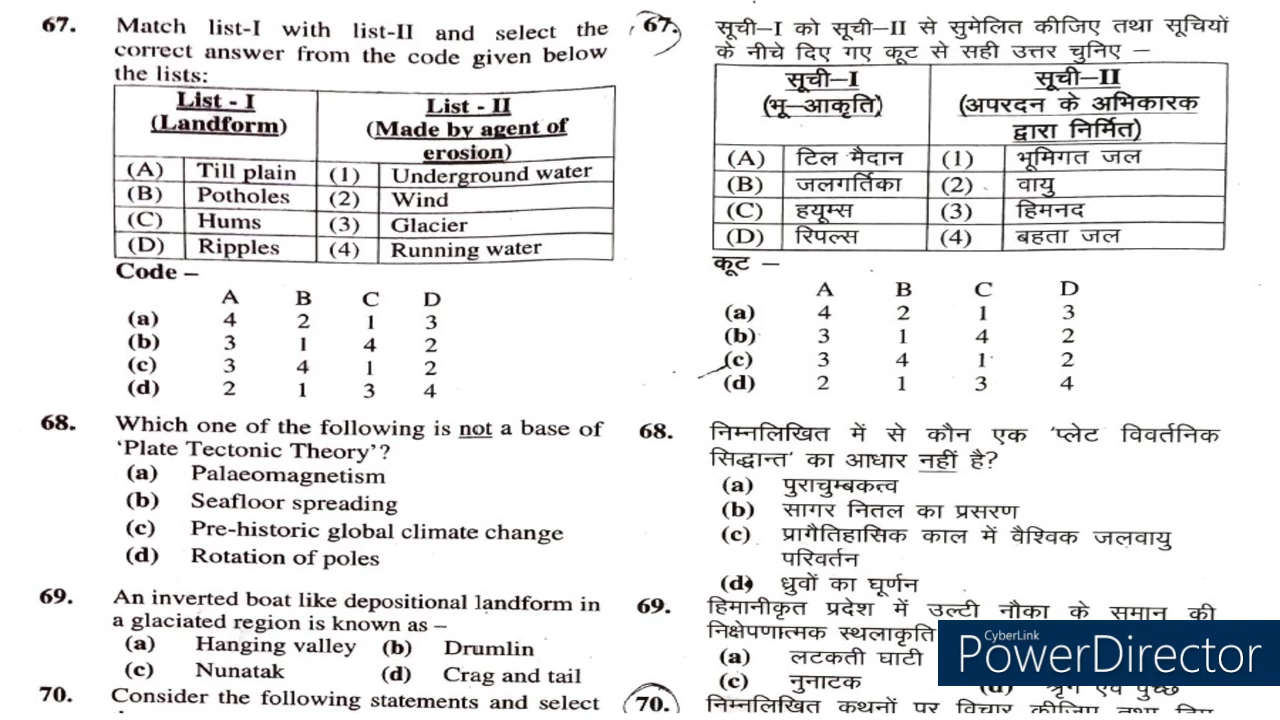 67. Match list-I with list-II and select the
correct answer from the code given below
the lists:
List - I
(Landform)
List - II
(Made by agent of
erosion)
(A) Till plain (1) Underground water
(B) Potholes (2) Wind
(C) Hums (3) Glacier
(D) Ripples (4) Running water
Code –
A B C D
(a) 4 2 1 3
(b) 3 1 4 2
(c) 3 4 1 2
(d) 2 1 3 4
68. Which one of the following is not a base of
‘Plate Tectonic Theory’?
(a) Palaeomagnetism
(b) Seafloor spreading
(c) Pre-historic global climate change
(d) Rotation of poles
69. An inverted boat like depositional landform in
a glaciated region is known as –
(a) Hanging valley (b) Drumlin
(c) Nunatak (d) Crag and tail
70. Consider the following statements and select
67. सूची–I को सूची–II से सुमेलित कीजिए तथा सूचियों
के नीचे दिए गए कूट से सही उत्तर चुनिए –
सूची–I
(भू–आकृति)
सूची–II
(अपरदन के अभिकारक
द्वारा निर्मित)
(A) टिल मैदान (1) भूमिगत जल
(B) जलगर्तिका (2) वायु
(C) हयूम्स (3) हिमनद
(D) रिपल्स (4) बहता जल
कूट –
A B C D
(a) 4 2 1 3
(b) 3 1 4 2
(c) 3 4 1 2
(d) 2 1 3 4
68. निम्नलिखित में से कौन एक ‘प्लेट विवर्तनिक
सिद्धान्त’ का आधार नहीं है?
(a) पुराचुम्बकत्व
(b) सागर नितल का प्रसरण
(c) प्रागैतिहासिक काल में वैश्विक जलवायु
परिवर्तन
(d) ध्रुवों का घूर्णन
69. हिमानीकृत प्रदेश में उल्टी नौका के समान की
निक्षेपणात्मक स्थलाकृति
(a) लटकती घाटी
(c) नुनाटक (d) श्रृंग एवं पुच्छ
70. निम्नलिखित कथनों पर विचार कीजिए तथा दिए
CyberLink
PowerDirector